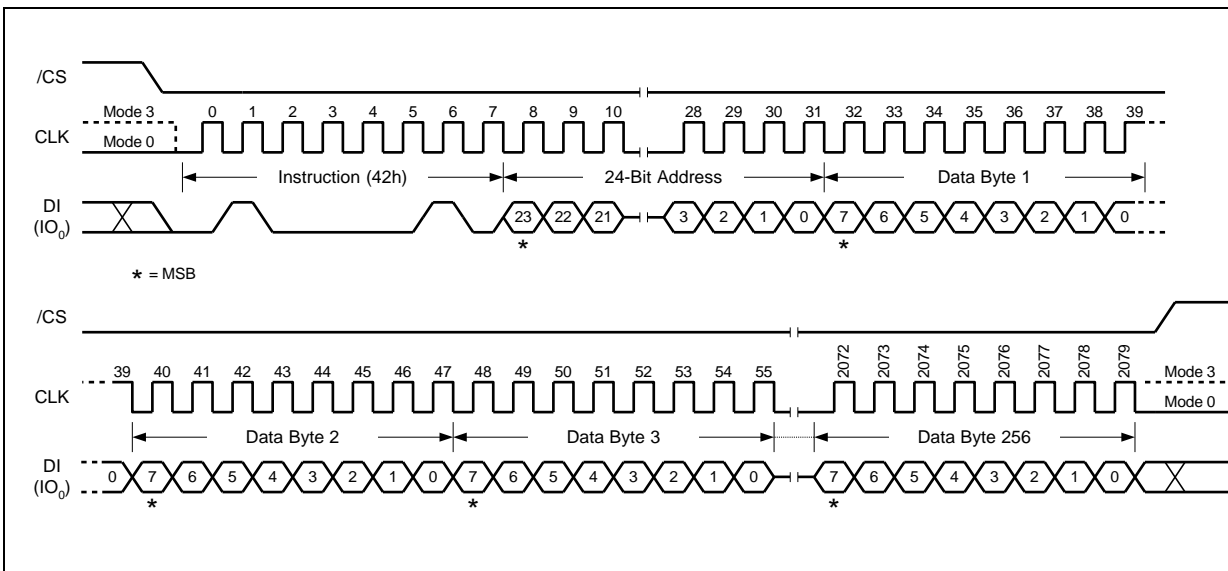 /CS
Mode 3
0 1 2 3 4 5 6 7 8 9 10 28 29 30 31 32 33 34 35 36 37 38 39
CLK
Mode 0
Instruction (42h) 24-Bit Address Data Byte 1
DI
(IO₀)
23 22 21 3 2 1 0 7 6 5 4 3 2 1 0
* *
* = MSB
/CS
39 40 41 42 43 44 45 46 47 48 49 50 51 52 53 54 55 2072 2073 2074 2075 2076 2077 2078 2079
Mode 3
CLK
Mode 0
Data Byte 2 Data Byte 3 Data Byte 256
DI
(IO₀)
0 7 6 5 4 3 2 1 0 7 6 5 4 3 2 1 0 7 6 5 4 3 2 1 0
* * *